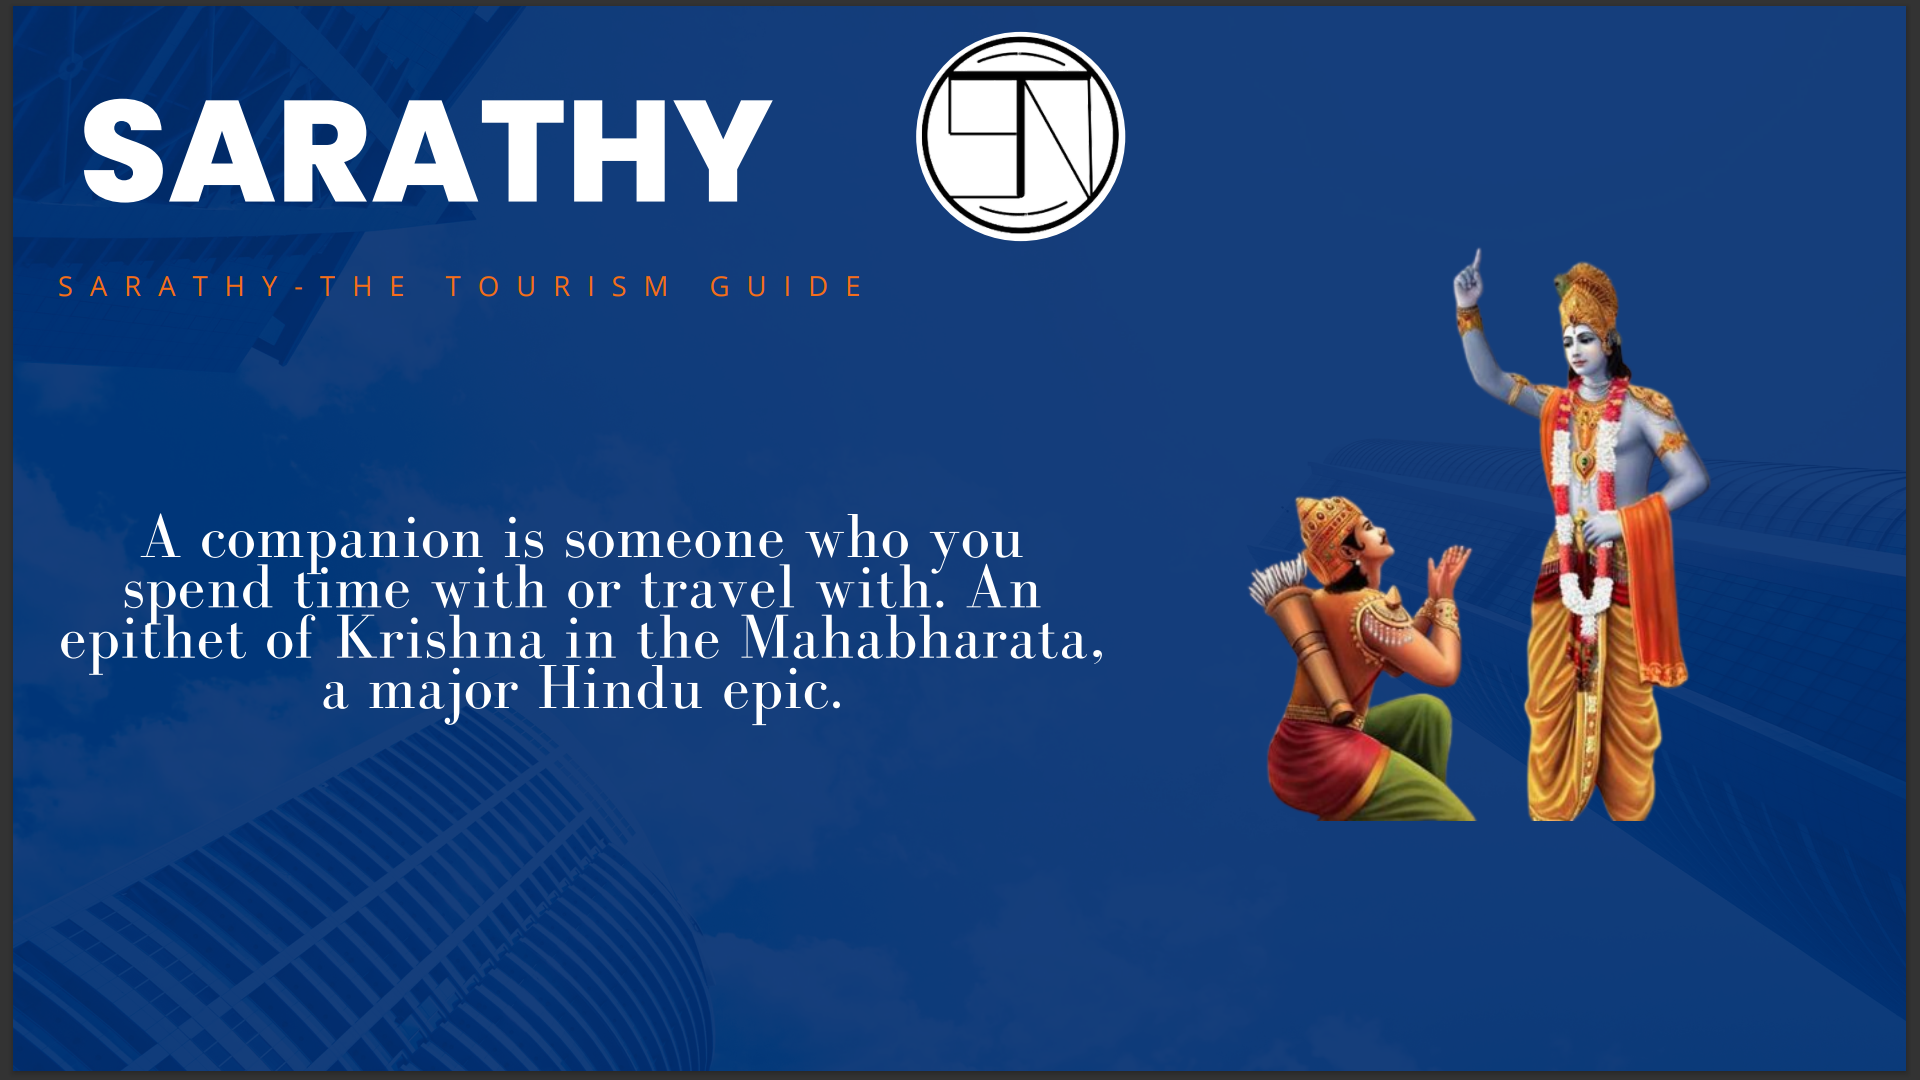 SARATHY
SARATHY-THE TOURISM GUIDE
A companion is someone who you
spend time with or travel with. An
epithet of Krishna in the Mahabharata,
a major Hindu epic.